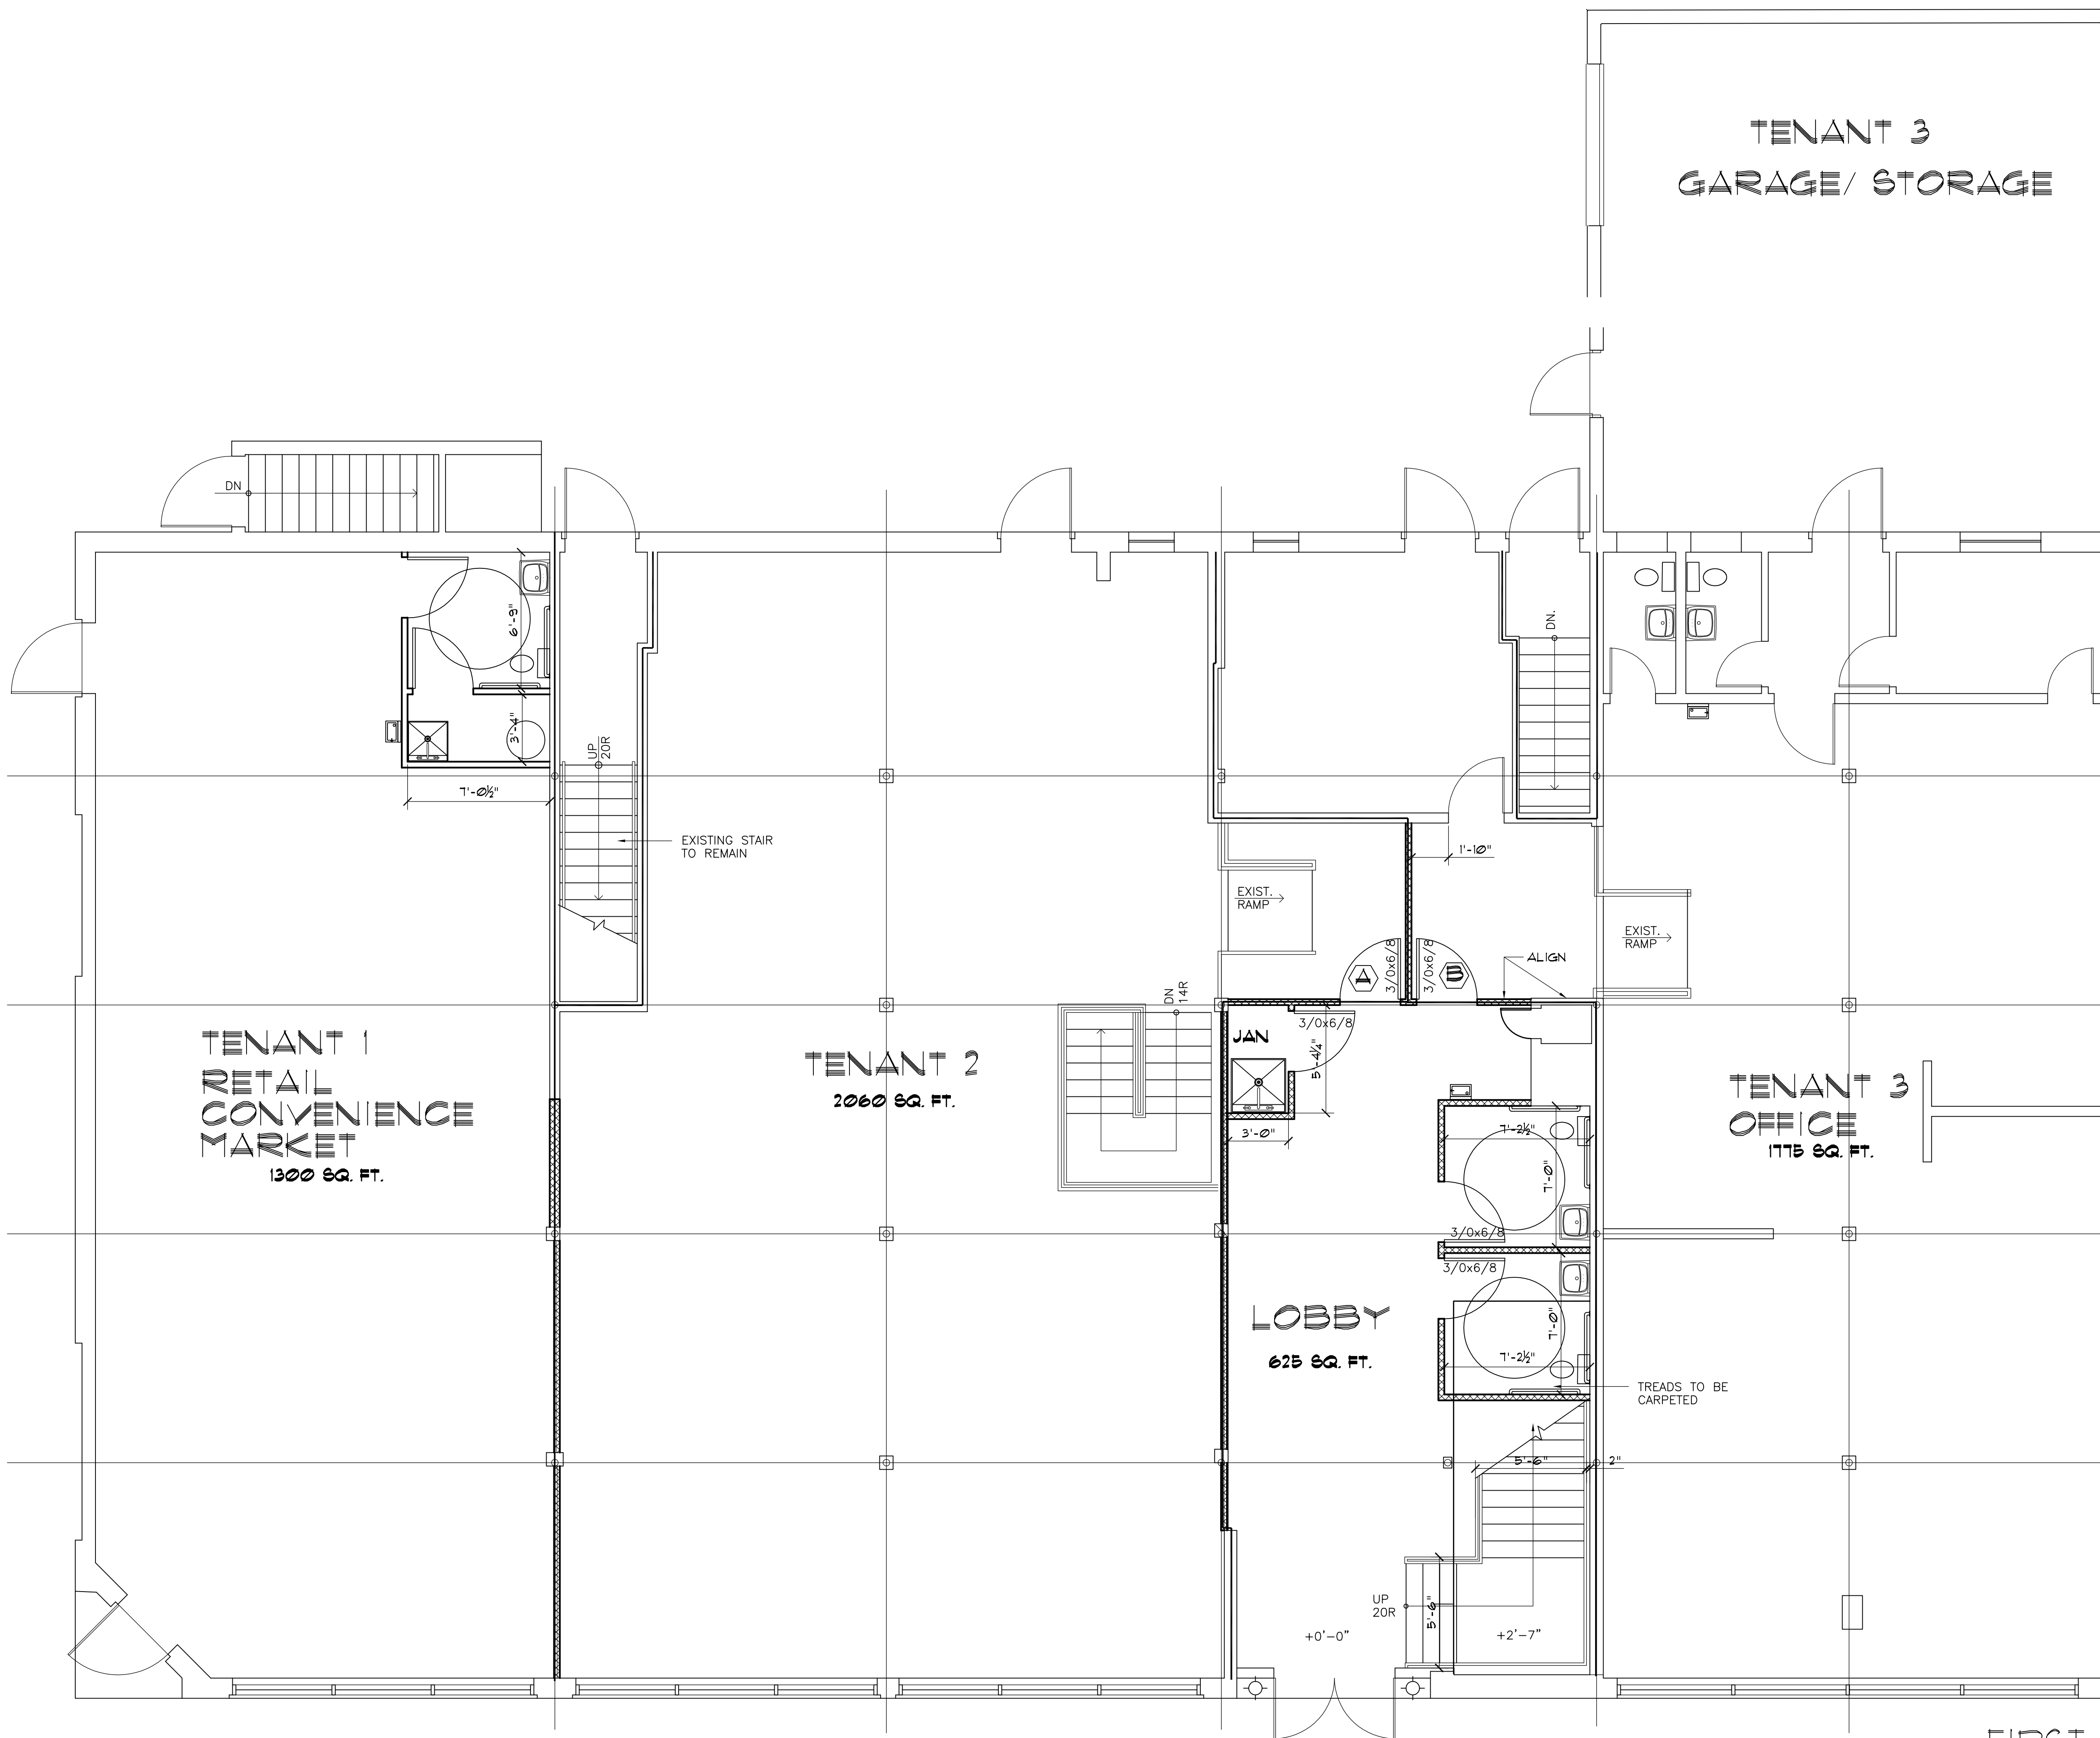 TENANT 3
GARAGE/ STORAGE
DN
6'-9"
3'-4"
7'-0½"
UP
20R
EXISTING STAIR
TO REMAIN
DN.
1'-10"
EXIST.
RAMP
EXIST.
RAMP
3/0x6/8
A
3/0x6/8
B
ALIGN
DN
14R
JAN
3/0x6/8
5'-4¼"
3'-0"
TENANT 1
RETAIL
CONVENIENCE
MARKET
1300 SQ. FT.
TENANT 2
2060 SQ. FT.
TENANT 3
OFFICE
1775 SQ. FT.
7'-2½"
7'-0"
3/0x6/8
3/0x6/8
7'-0"
7'-2½"
LOBBY
625 SQ. FT.
TREADS TO BE
CARPETED
5'-6"
2"
UP
20R
5'-6"
+0'-0"
+2'-7"